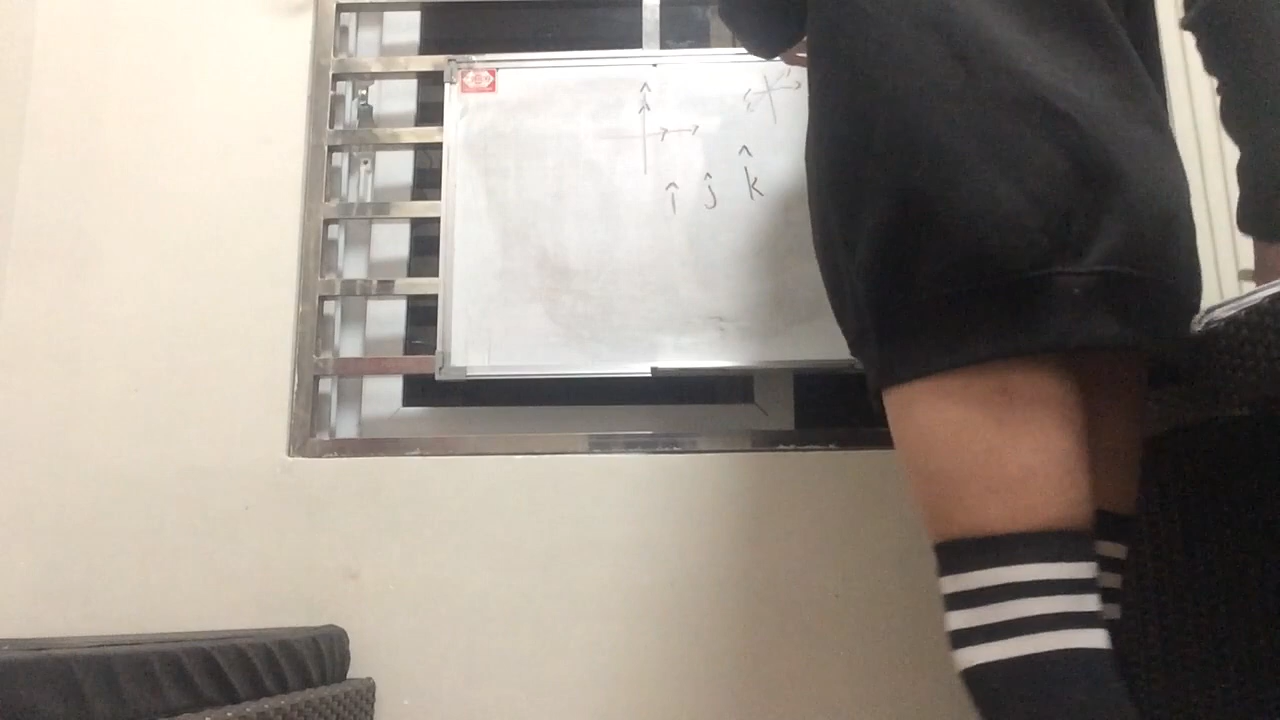 î ĵ k̂